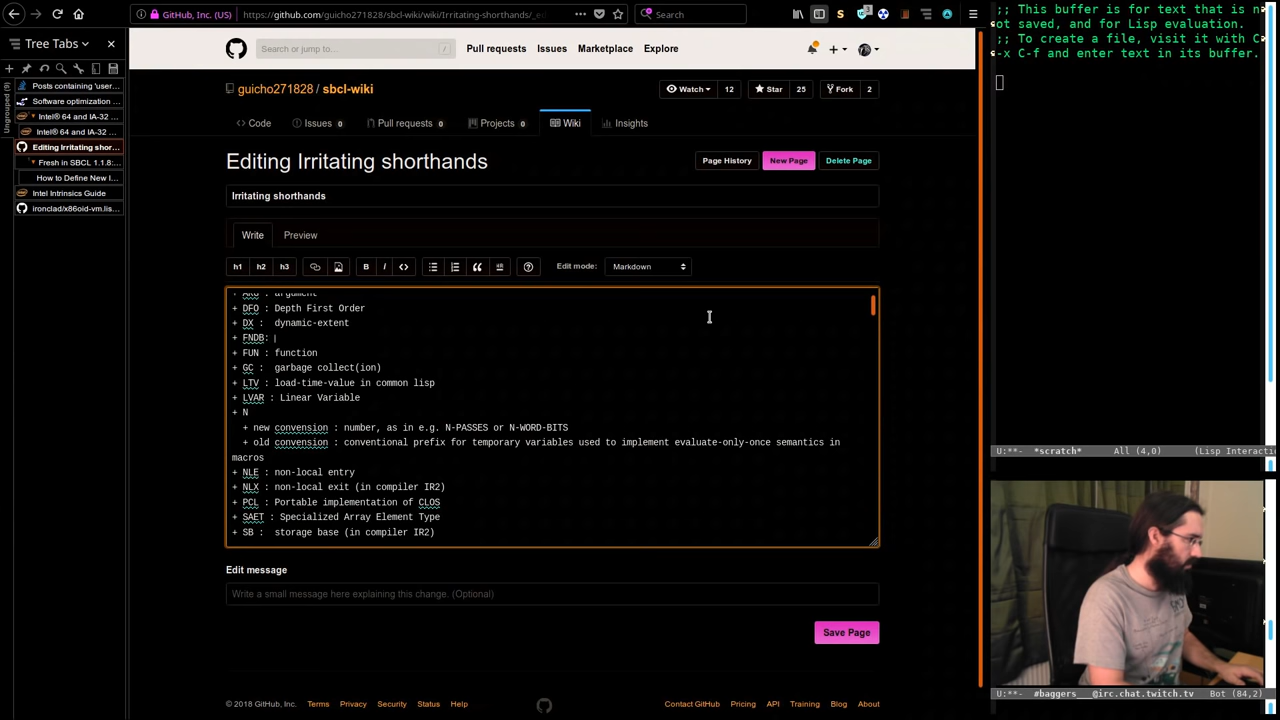 GitHub, Inc. (US)
https://github.com/guicho271828/sbcl-wiki/wiki/Irritating-shorthands/_e
Search
Tree Tabs
Ungrouped (9)
Posts containing 'user...
Software optimization ...
Intel® 64 and IA-32 ...
Intel® 64 and IA-32 ...
Editing Irritating shor...
Fresh in SBCL 1.1.8:...
How to Define New I...
Intel Intrinsics Guide
ironclad/x86oid-vm.lis...
Search or jump to...
/
Pull requests
Issues
Marketplace
Explore
guicho271828 / sbcl-wiki
Watch 12
Star 25
Fork 2
Code
Issues 0
Pull requests 0
Projects 0
Wiki
Insights
Editing Irritating shorthands
Page History
New Page
Delete Page
Irritating shorthands
Write
Preview
h1
h2
h3
B
i
Edit mode:
Markdown
+ ARG : argument
+ DFO : Depth First Order
+ DX :  dynamic-extent
+ FNDB:
+ FUN : function
+ GC :  garbage collect(ion)
+ LTV : load-time-value in common lisp
+ LVAR : Linear Variable
+ N
+ new convension : number, as in e.g. N-PASSES or N-WORD-BITS
+ old convension : conventional prefix for temporary variables used to implement evaluate-only-once semantics in
macros
+ NLE : non-local entry
+ NLX : non-local exit (in compiler IR2)
+ PCL : Portable implementation of CLOS
+ SAET : Specialized Array Element Type
+ SB :  storage base (in compiler IR2)
Edit message
Write a small message here explaining this change. (Optional)
Save Page
© 2018 GitHub, Inc.
Terms
Privacy
Security
Status
Help
Contact GitHub
Pricing
API
Training
Blog
About
;; This buffer is for text that is n
ot saved, and for Lisp evaluation.
;; To create a file, visit it with C
-x C-f and enter text in its buffer.
U:**-  *scratch*      All (4,0)      (Lisp Interacti
U:**-  #baggers___@irc.chat.twitch.tv   Bot (84,2)